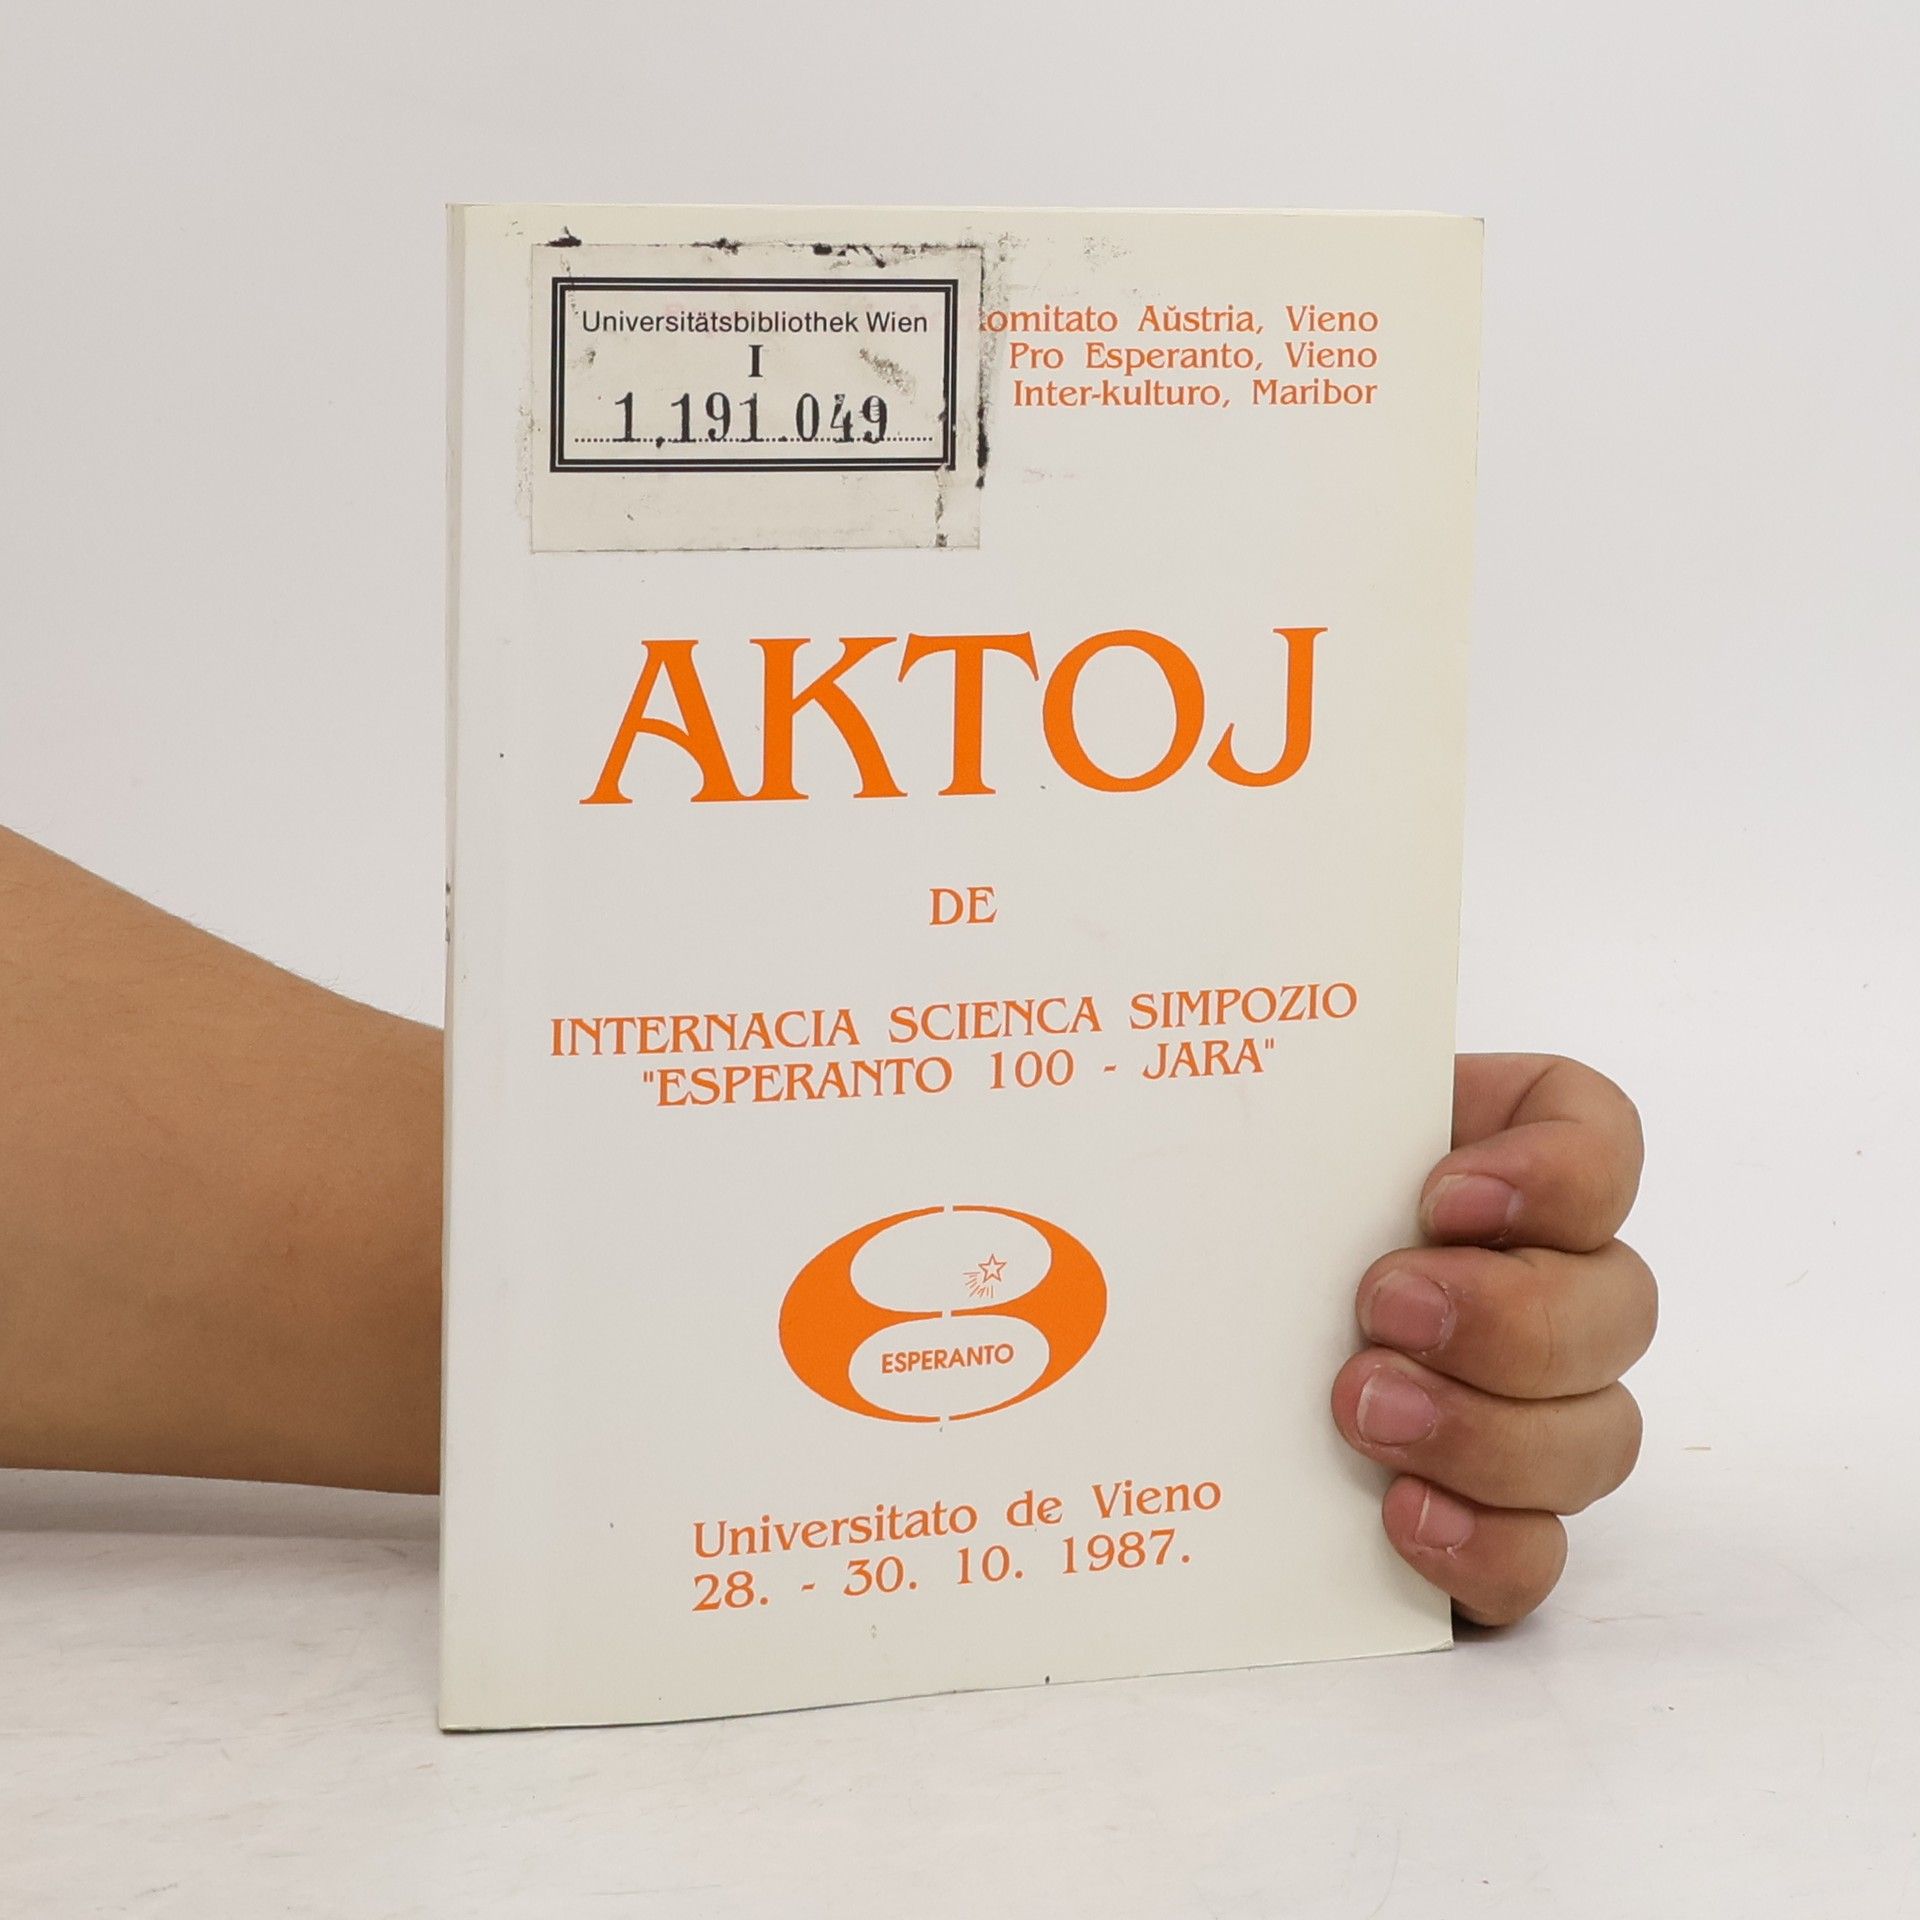 Universitätsbibliothek Wien
I
1,191.049
Aŭstria, Vieno
Pro Esperanto, Vieno
Inter-kulturo, Maribor
AKTOJ
DE
INTERNACIA SCIENCA SIMPOZIO
"ESPERANTO 100 - JARA"
ESPERANTO
Universitato de Vieno
28. - 30. 10. 1987.